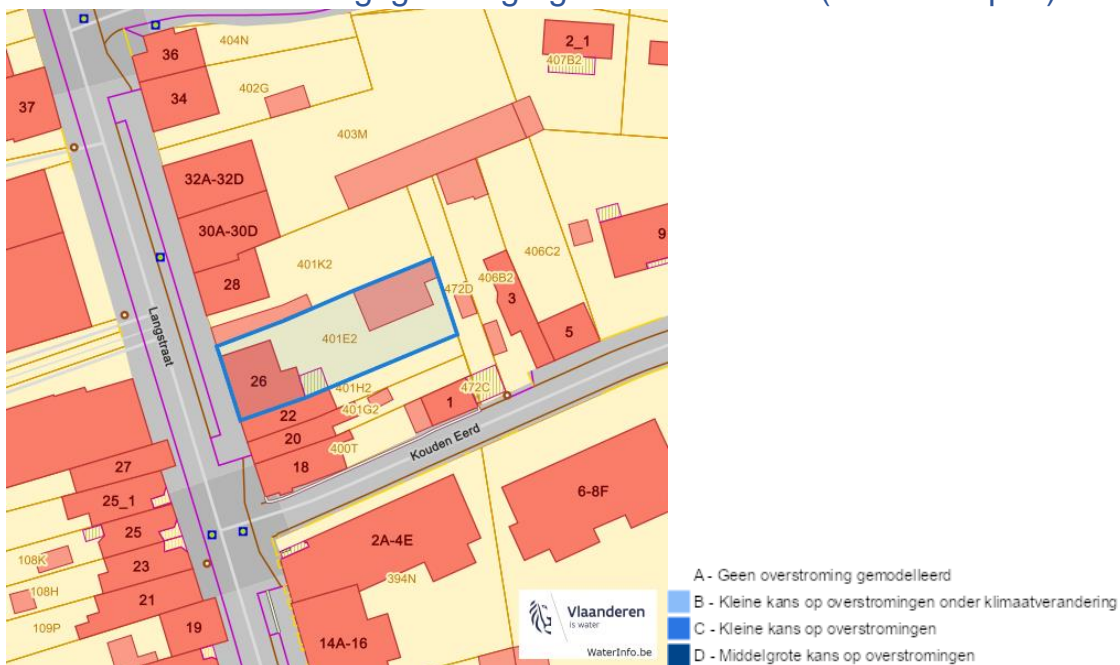 36
404N
2_1
407B2
37
34
402G
403M
32A-32D
30A-30D
28
401K2
472D
406B2
406C2
9
3
5
Langstraat
401E2
26
401H2
22
401G2
20
400T
18
472C
1
Kouden Eerd
27
25_1
25
23
21
19
108K
108H
109P
2A-4E
394N
6-8F
14A-16
Vlaanderen
is water
WaterInfo.be
A - Geen overstroming gemodelleerd
B - Kleine kans op overstromingen onder klimaatverandering
C - Kleine kans op overstromingen
D - Middelgrote kans op overstromingen